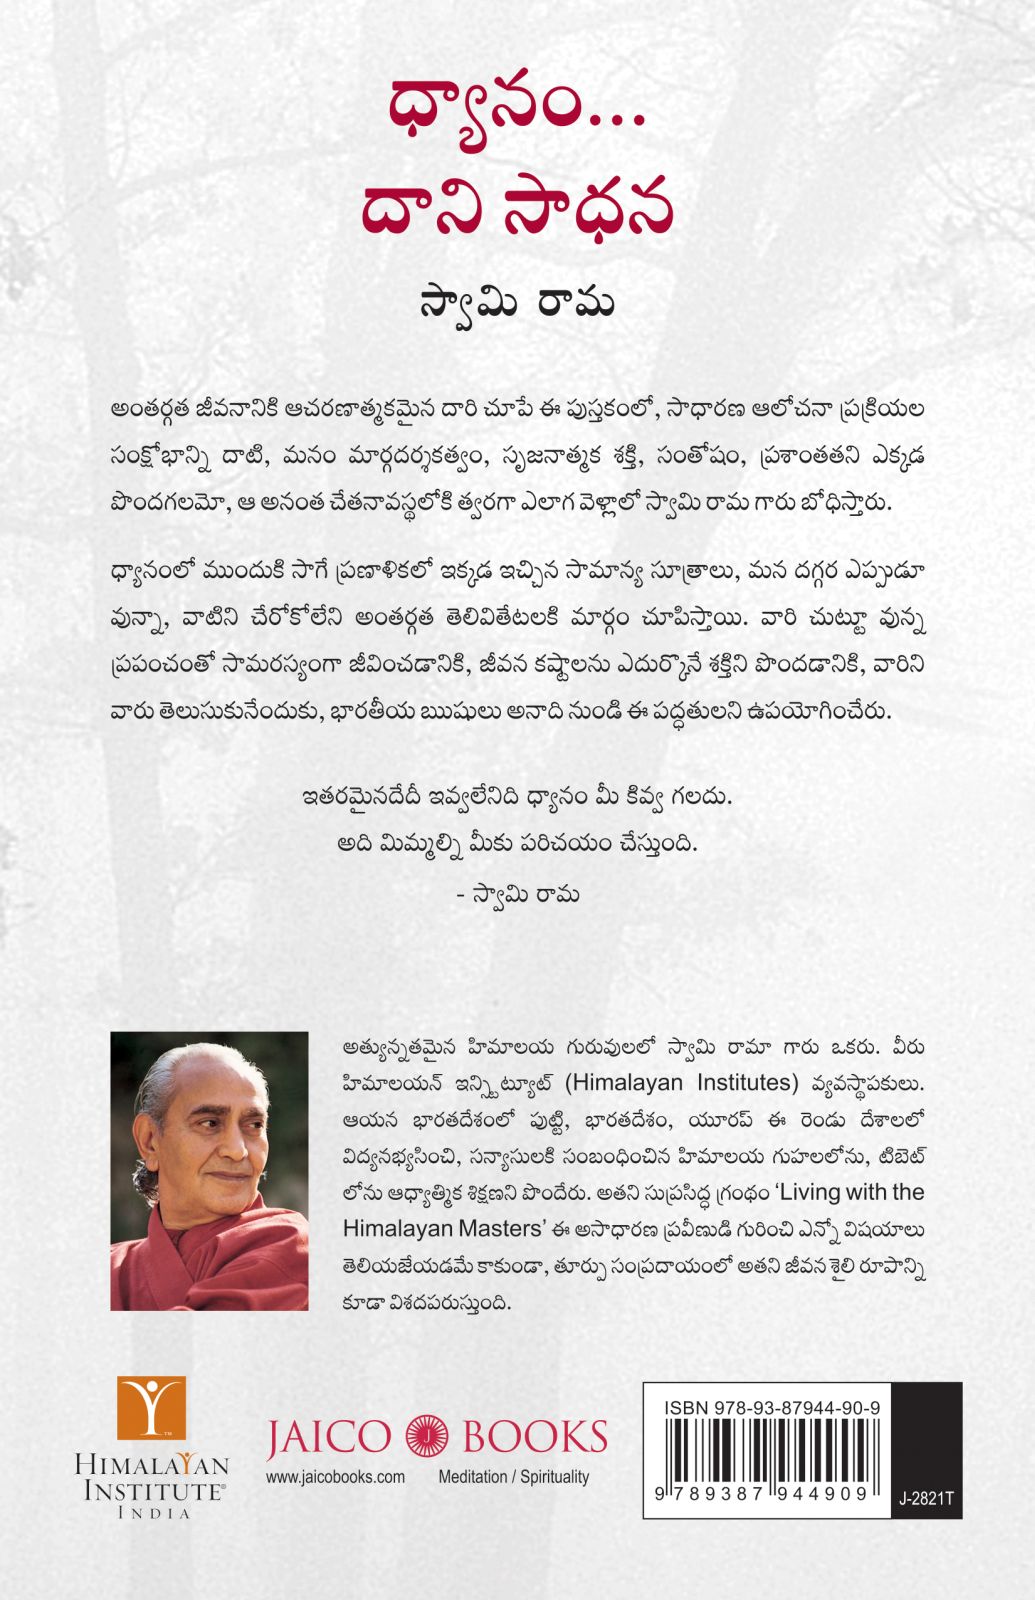 ధ్యానం...
దాని సాధన
స్వామి రామ
అంతర్గత జీవనానికి ఆచరణాత్మకమైన దారి చూపే ఈ పుస్తకంలో, సాధారణ ఆలోచనా ప్రక్రియల
సంక్షోభాన్ని దాటి, మనం మార్గదర్శకత్వం, సృజనాత్మక శక్తి, సంతోషం, ప్రశాంతతని ఎక్కడ
పొందగలమో, ఆ అనంత చేతనావస్థలోకి త్వరగా ఎలాగ వెళ్లాలో స్వామి రామ గారు బోధిస్తారు.
ధ్యానంలో ముందుకి సాగే ప్రణాళికలో ఇక్కడ ఇచ్చిన సామాన్య సూత్రాలు, మన దగ్గర ఎప్పుడూ
వున్నా, వాటిని చేరోకోలేని అంతర్గత తెలివితేటలకి మార్గం చూపిస్తాయి. వారి చుట్టూ వున్న
ప్రపంచంతో సామరస్యంగా జీవించడానికి, జీవన కష్టాలను ఎదుర్కొనే శక్తిని పొందడానికి, వారిని
వారు తెలుసుకునేందుకు, భారతీయ ఋషులు అనాది నుండి ఈ పద్ధతులని ఉపయోగించేరు.
ఇతరమైనదేదీ ఇవ్వలేనిది ధ్యానం మీ కివ్వ గలదు.
అది మిమ్మల్ని మీకు పరిచయం చేస్తుంది.
- స్వామి రామ
అత్యున్నతమైన హిమాలయ గురువులలో స్వామి రామా గారు ఒకరు. వీరు
హిమాలయన్ ఇన్స్టిట్యూట్ (Himalayan Institutes) వ్యవస్థాపకులు.
ఆయన భారతదేశంలో పుట్టి, భారతదేశం, యూరప్ ఈ రెండు దేశాలలో
విద్యనభ్యసించి, సన్యాసులకి సంబంధించిన హిమాలయ గుహలలోను, టిబెట్
లోను ఆధ్యాత్మిక శిక్షణని పొందేరు. అతని సుప్రసిద్ధ గ్రంథం ‘Living with the
Himalayan Masters’ ఈ అసాధారణ ప్రవీణుడి గురించి ఎన్నో విషయాలు
తెలియజేయడమే కాకుండా, తూర్పు సంప్రదాయంలో అతని జీవన శైలి రూపాన్ని
కూడా విశదపరుస్తుంది.
HIMALAYAN
INSTITUTE®
INDIA
TM
JAICO J BOOKS
www.jaicobooks.com Meditation / Spirituality
ISBN 978-93-87944-90-9
9 789387 944909
J-2821T